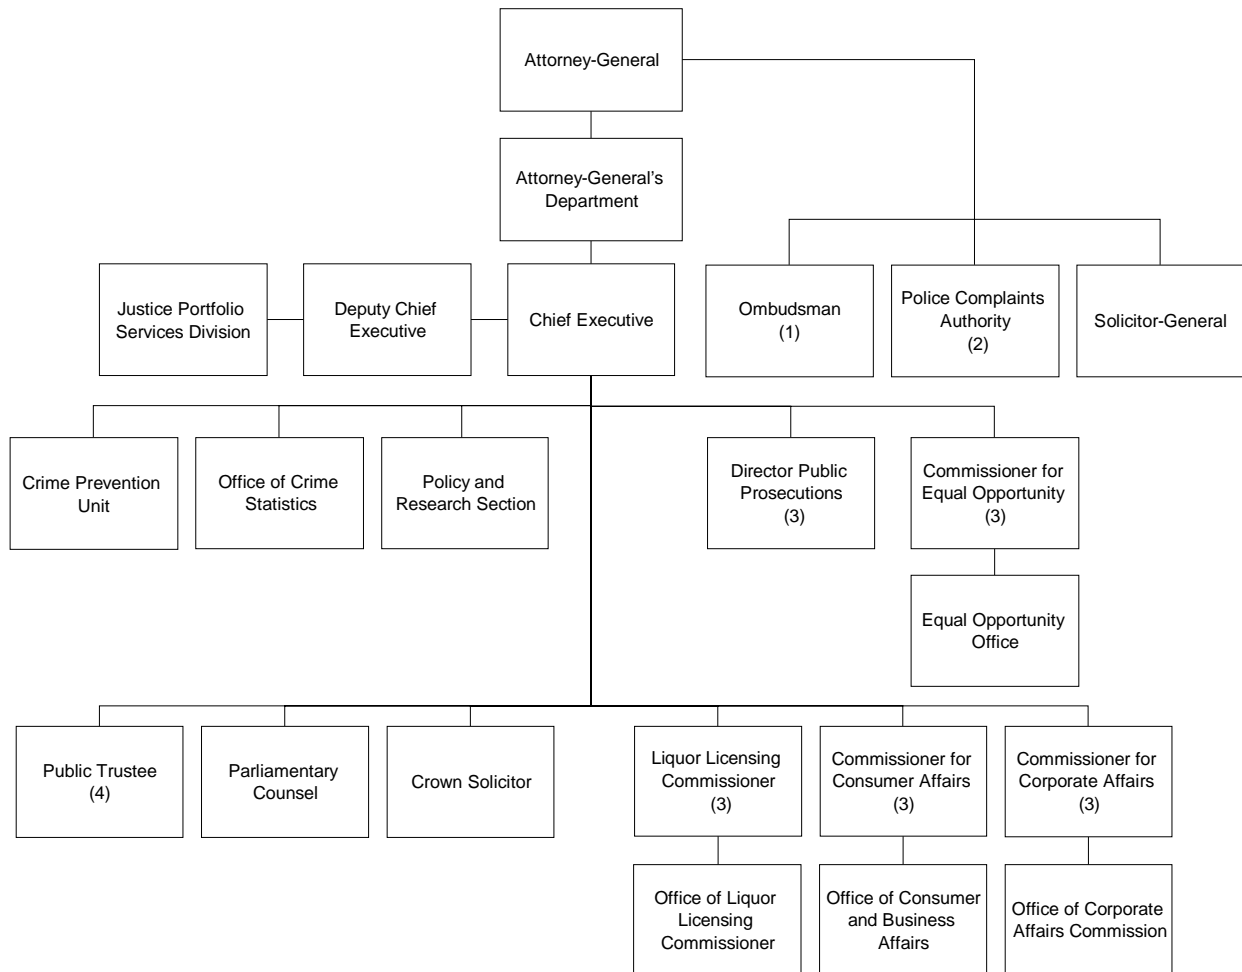 Attorney-General
Attorney-General's
Department
Justice Portfolio
Services Division
Deputy Chief
Executive
Chief Executive
Ombudsman
(1)
Police Complaints
Authority
(2)
Solicitor-General
Crime Prevention
Unit
Office of Crime
Statistics
Policy and
Research Section
Director Public
Prosecutions
(3)
Commissioner for
Equal Opportunity
(3)
Equal Opportunity
Office
Public Trustee
(4)
Parliamentary
Counsel
Crown Solicitor
Liquor Licensing
Commissioner
(3)
Commissioner for
Consumer Affairs
(3)
Commissioner for
Corporate Affairs
(3)
Office of Liquor
Licensing
Commissioner
Office of Consumer
and Business
Affairs
Office of Corporate
Affairs Commission